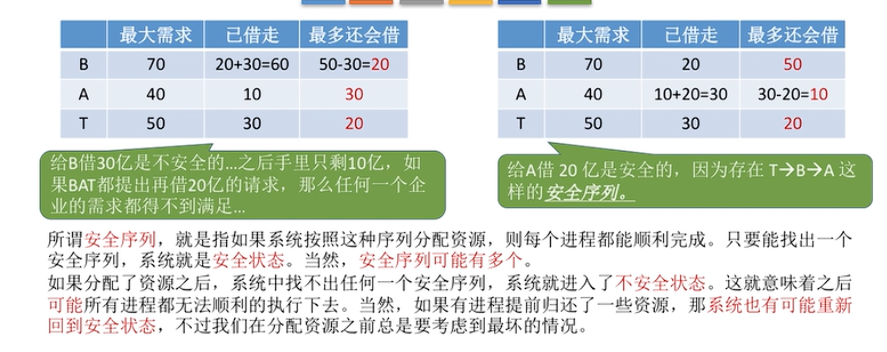 最大需求 已借走 最多还会借
B 70 20+30=60 50-30=20
A 40 10 30
T 50 30 20
给B借30亿是不安全的...之后手里只剩10亿，如
果BAT都提出再借20亿的请求，那么任何一个企
业的需求都得不到满足...
最大需求 已借走 最多还会借
B 70 20 50
A 40 10+20=30 30-20=10
T 50 30 20
给A借 20 亿是安全的，因为存在 T→B→A 这
样的安全序列。
所谓安全序列，就是指如果系统按照这种序列分配资源，则每个进程都能顺利完成。只要能找出一个
安全序列，系统就是安全状态。当然，安全序列可能有多个。
如果分配了资源之后，系统中找不出任何一个安全序列，系统就进入了不安全状态。这就意味着之后
可能所有进程都无法顺利的执行下去。当然，如果有进程提前归还了一些资源，那系统也有可能重新
回到安全状态，不过我们在分配资源之前总是要考虑到最坏的情况。